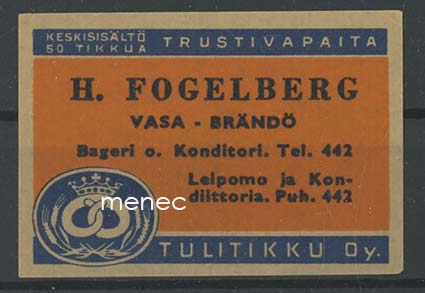 KESKISISÄLTÖ
50 TIKKUA
TRUSTIVAPAITA
H. FOGELBERG
VASA - BRÄNDÖ
Bageri o. Konditori. Tel. 442
Leipomo ja Kon-
diittoria. Puh. 442
menec
TULITIKKU Oy.